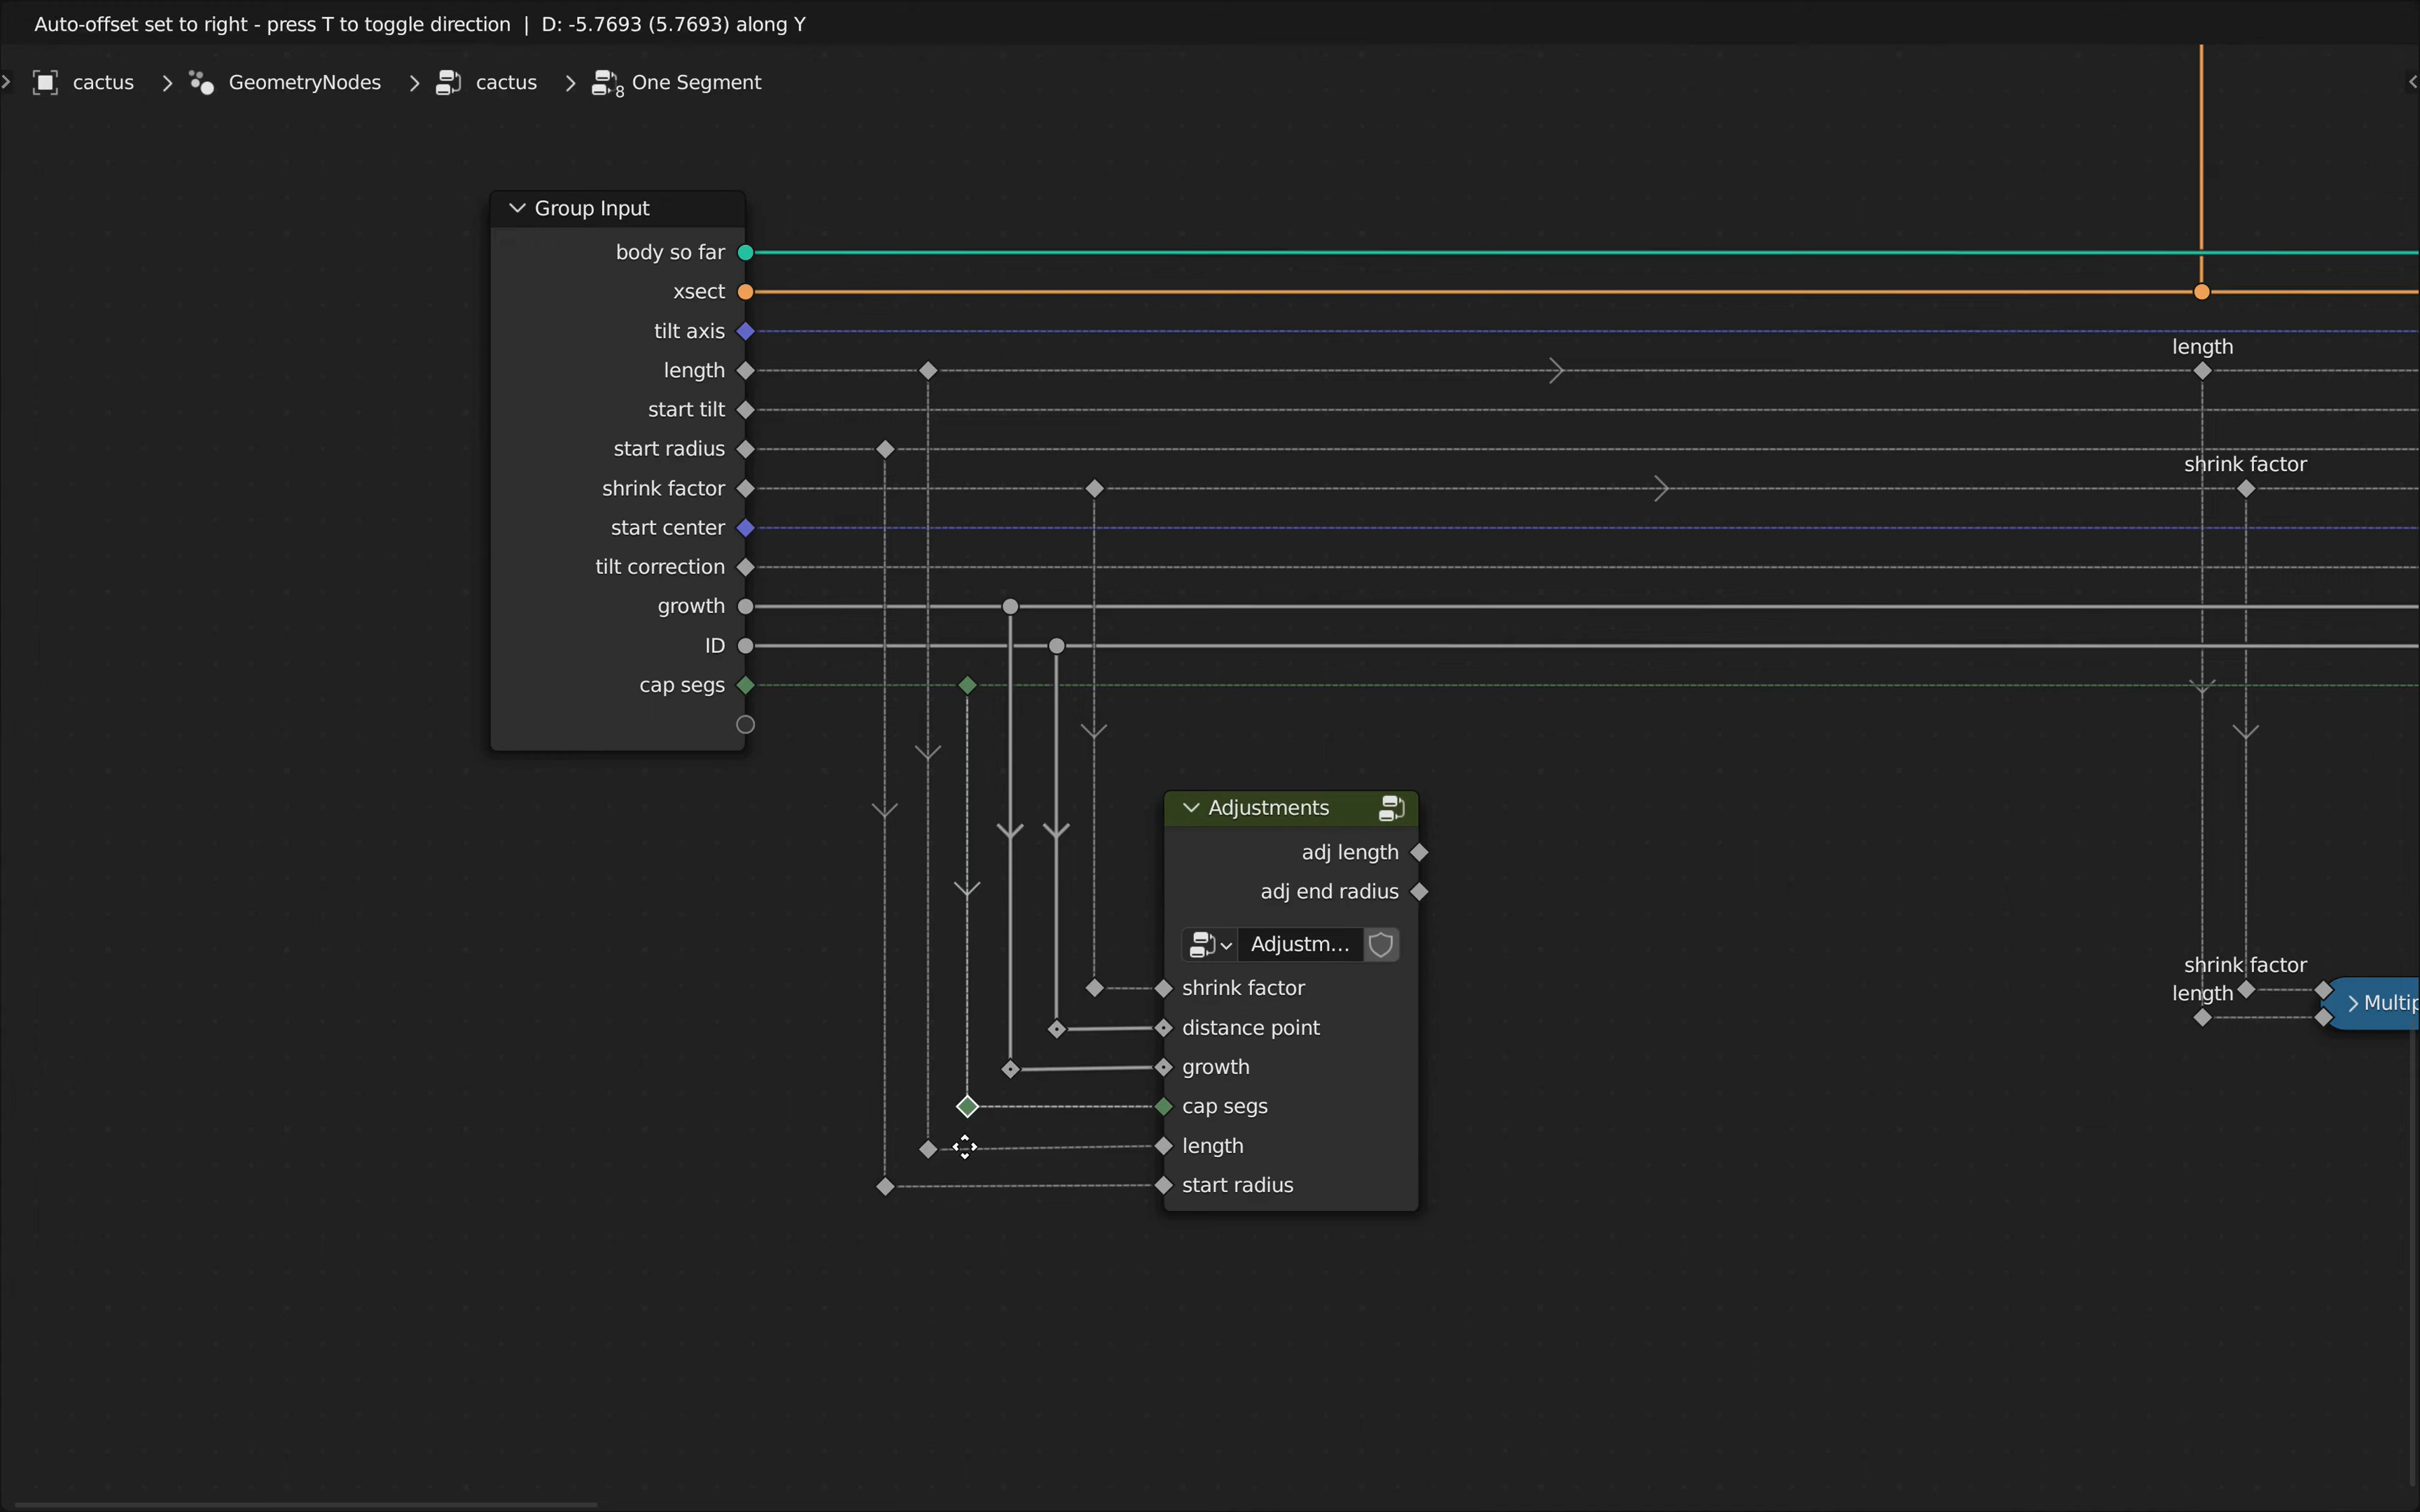 Auto-offset set to right - press T to toggle direction | D: -5.7693 (5.7693) along Y
cactus GeometryNodes cactus 8 One Segment
Group Input
body so far
xsect
tilt axis
length
start tilt
start radius
shrink factor
start center
tilt correction
growth
ID
cap segs
length
shrink factor
Adjustments
adj length
adj end radius
Adjustm...
shrink factor
distance point
growth
cap segs
length
start radius
shrink factor
length
Multip